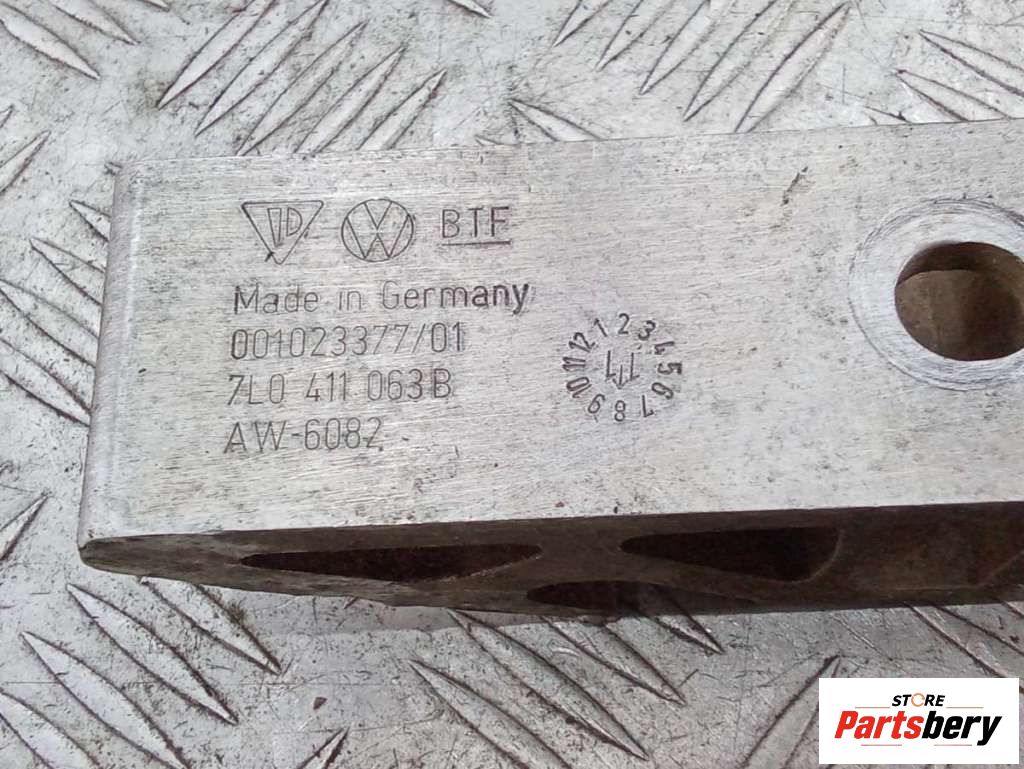 BTF
Made in Germany
001023377/01
7L0 411 063B
AW-6082
1 2 3 4 5 6 7 8 9 10 11 12
STORE
Partsbery